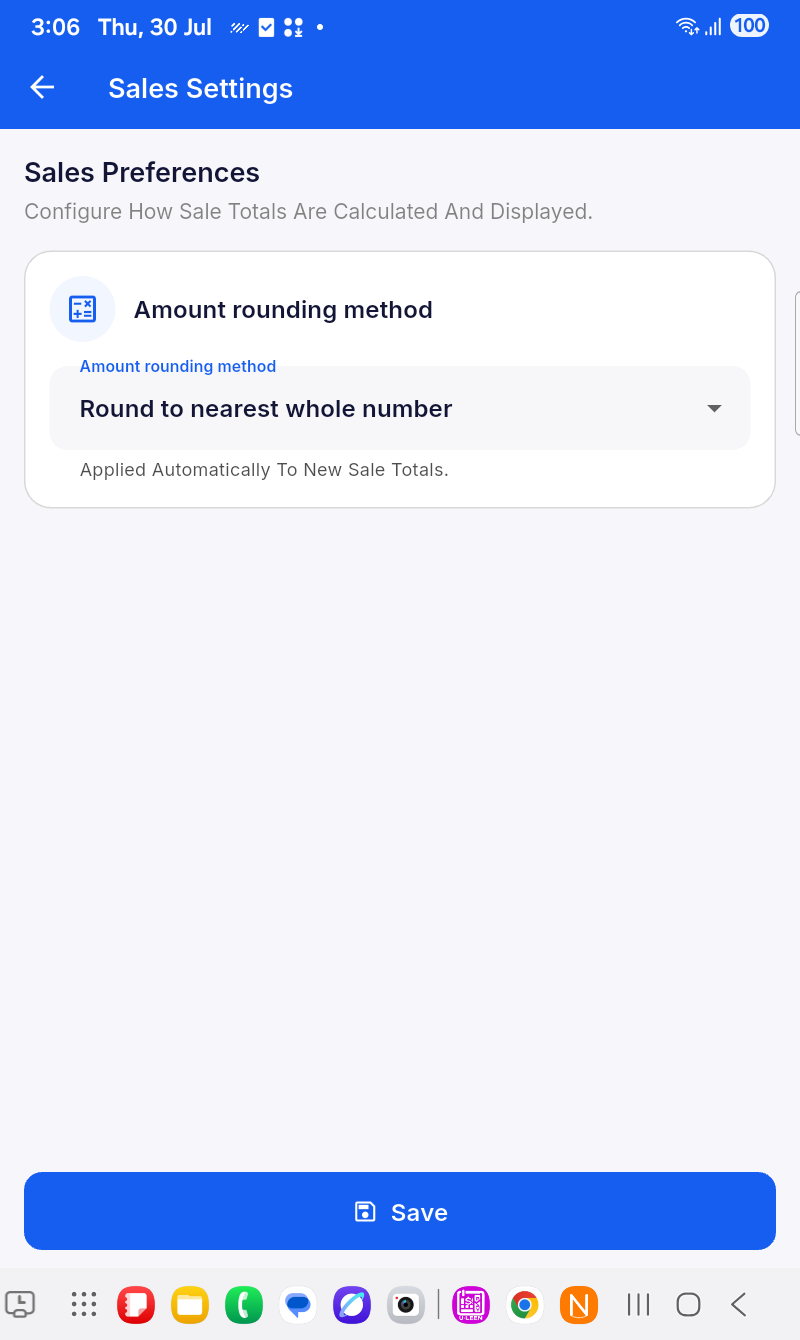 3:06 Thu, 30 Jul
100
Sales Settings
Sales Preferences
Configure How Sale Totals Are Calculated And Displayed.
Amount rounding method
Amount rounding method
Round to nearest whole number
Applied Automatically To New Sale Totals.
Save
U-LEEN